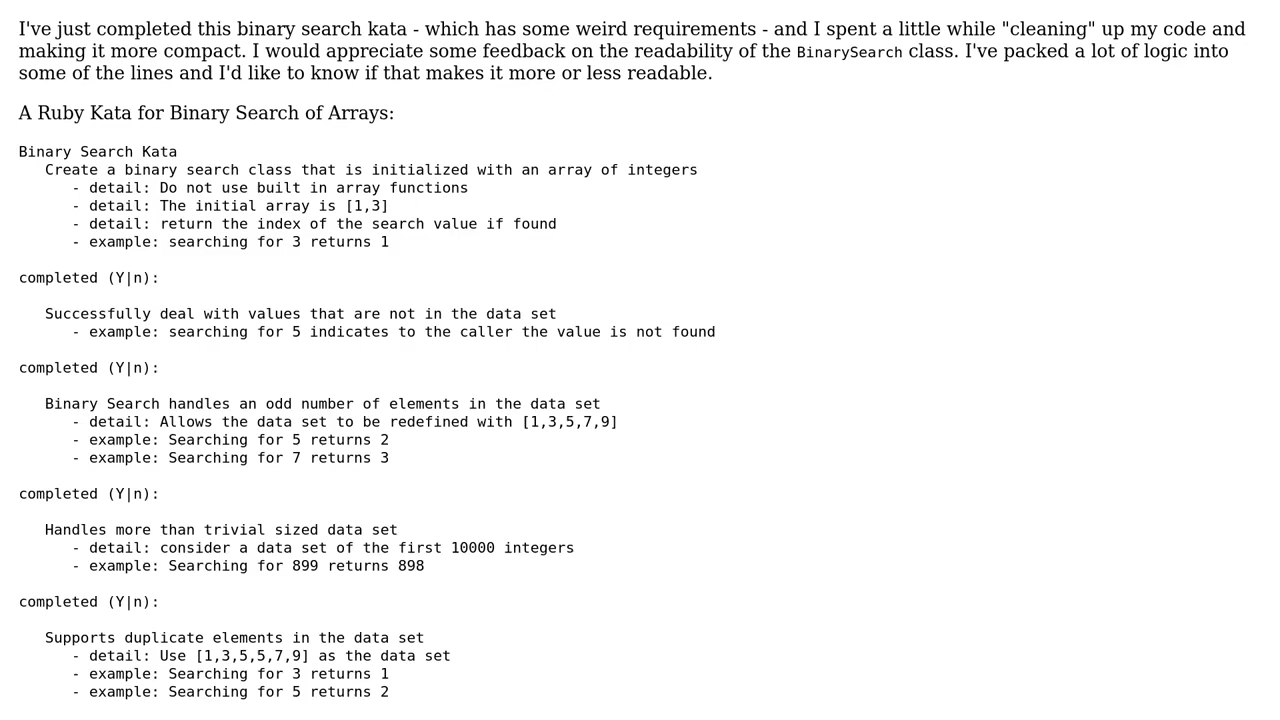 I've just completed this binary search kata - which has some weird requirements - and I spent a little while "cleaning" up my code and
making it more compact. I would appreciate some feedback on the readability of the BinarySearch class. I've packed a lot of logic into
some of the lines and I'd like to know if that makes it more or less readable.
A Ruby Kata for Binary Search of Arrays:
Binary Search Kata
Create a binary search class that is initialized with an array of integers
- detail: Do not use built in array functions
- detail: The initial array is [1,3]
- detail: return the index of the search value if found
- example: searching for 3 returns 1
completed (Y|n):
Successfully deal with values that are not in the data set
- example: searching for 5 indicates to the caller the value is not found
completed (Y|n):
Binary Search handles an odd number of elements in the data set
- detail: Allows the data set to be redefined with [1,3,5,7,9]
- example: Searching for 5 returns 2
- example: Searching for 7 returns 3
completed (Y|n):
Handles more than trivial sized data set
- detail: consider a data set of the first 10000 integers
- example: Searching for 899 returns 898
completed (Y|n):
Supports duplicate elements in the data set
- detail: Use [1,3,5,5,7,9] as the data set
- example: Searching for 3 returns 1
- example: Searching for 5 returns 2